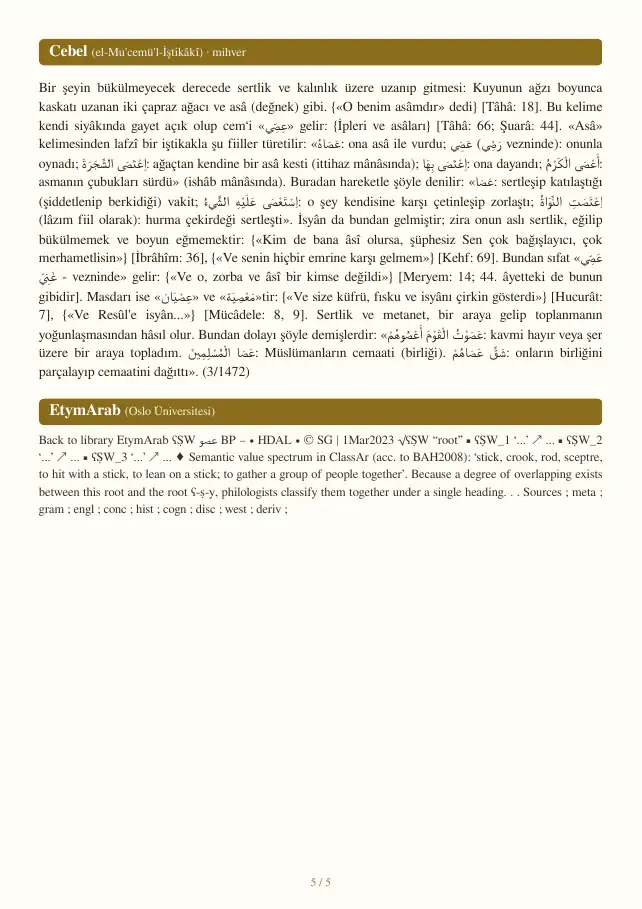 Cebel (el-Mu'cemü'l-İştikâkî) · mihver
Bir şeyin bükülmeyecek derecede sertlik ve kalınlık üzere uzanıp gitmesi: Kuyunun ağzı boyunca
kaskatı uzanan iki çapraz ağacı ve asâ (değnek) gibi. {«O benim asâmdır» dedi} [Tâhâ: 18]. Bu kelime
kendi siyâkında gayet açık olup cem‘i «عِصِيّ» gelir: {İpleri ve asâları} [Tâhâ: 66; Şuarâ: 44]. «Asâ»
kelimesinden lafzî bir iştikakla şu fiiller türetilir: «عَصَاهُ: ona asâ ile vurdu; عَصِيَ (رَضِيَ vezninde): onunla
oynadı; اِعْتَصَى الشَّجَرَةَ: ağaçtan kendine bir asâ kesti (ittihaz mânâsında); اِعْتَصَى بِهَا: ona dayandı; أَعْصَى الْكَرْمُ:
asmanın çubukları sürdü» (ishâb mânâsında). Buradan hareketle şöyle denilir: «عَصَا: sertleşip katılaştığı
(şiddetlenip berkidiği) vakit; اِسْتَعْصَى عَلَيْهِ الشَّيءُ: o şey kendisine karşı çetinleşip zorlaştı; اِعْتَصَتِ النَّوَاةُ
(lâzım fiil olarak): hurma çekirdeği sertleşti». İsyân da bundan gelmiştir; zira onun aslı sertlik, eğilip
bükülmemek ve boyun eğmemektir: {«Kim de bana âsî olursa, şüphesiz Sen çok bağışlayıcı, çok
merhametlisin»} [İbrâhîm: 36], {«Ve senin hiçbir emrine karşı gelmem»} [Kehf: 69]. Bundan sıfat «عَصِيّ
غَنِيّ - vezninde» gelir: {«Ve o, zorba ve âsî bir kimse değildi»} [Meryem: 14; 44. âyetteki de bunun
gibidir]. Masdarı ise «عِصْيَان» ve «مَعْصِيَة»tir: {«Ve size küfrü, fısku ve isyânı çirkin gösterdi»} [Hucurât:
7], {«Ve Resûl'e isyân...»} [Mücâdele: 8, 9]. Sertlik ve metanet, bir araya gelip toplanmanın
yoğunlaşmasından hâsıl olur. Bundan dolayı şöyle demişlerdir: «عَصَوْتُ الْقَوْمَ أَعْصُوهُمْ: kavmi hayır veya şer
üzere bir araya topladım. عَصَا الْمُسْلِمِينَ: Müslümanların cemaati (birliği). شَقَّ عَصَاهُمْ: onların birliğini
parçalayıp cemaatini dağıttı». (3/1472)
EtymArab (Oslo Üniversitesi)
Back to library EtymArab ʕṢW عصو BP – • HDAL • © SG | 1Mar2023 √ʕṢW “root” ▪ ʕṢW_1 ‘...’ ↗ ... ▪ ʕṢW_2
‘...’ ↗ ... ▪ ʕṢW_3 ‘...’ ↗ ... ♦ Semantic value spectrum in ClassAr (acc. to BAH2008): ‘stick, crook, rod, sceptre,
to hit with a stick, to lean on a stick; to gather a group of people together’. Because a degree of overlapping exists
between this root and the root ʕ-ṣ-y, philologists classify them together under a single heading. . . Sources ; meta ;
gram ; engl ; conc ; hist ; cogn ; disc ; west ; deriv ;
5 / 5